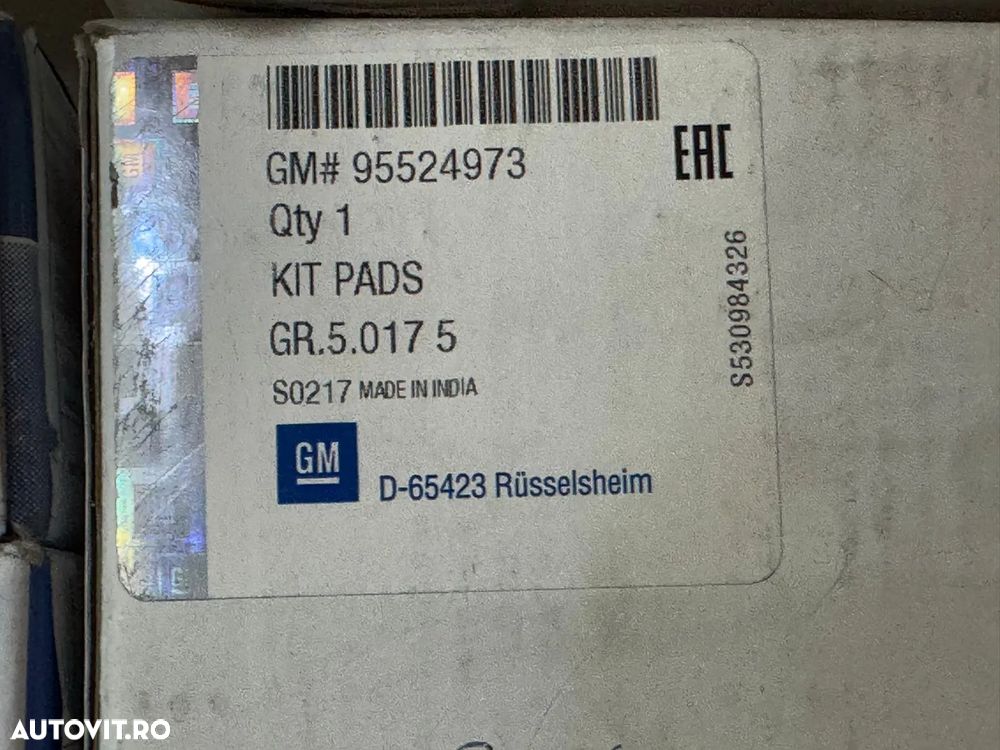 GM# 95524973
EAC
Qty 1
KIT PADS
GR.5.017 5
S0217 MADE IN INDIA
S530984326
GM
D-65423 Rüsselsheim
GM
G
AUTOVIT.RO